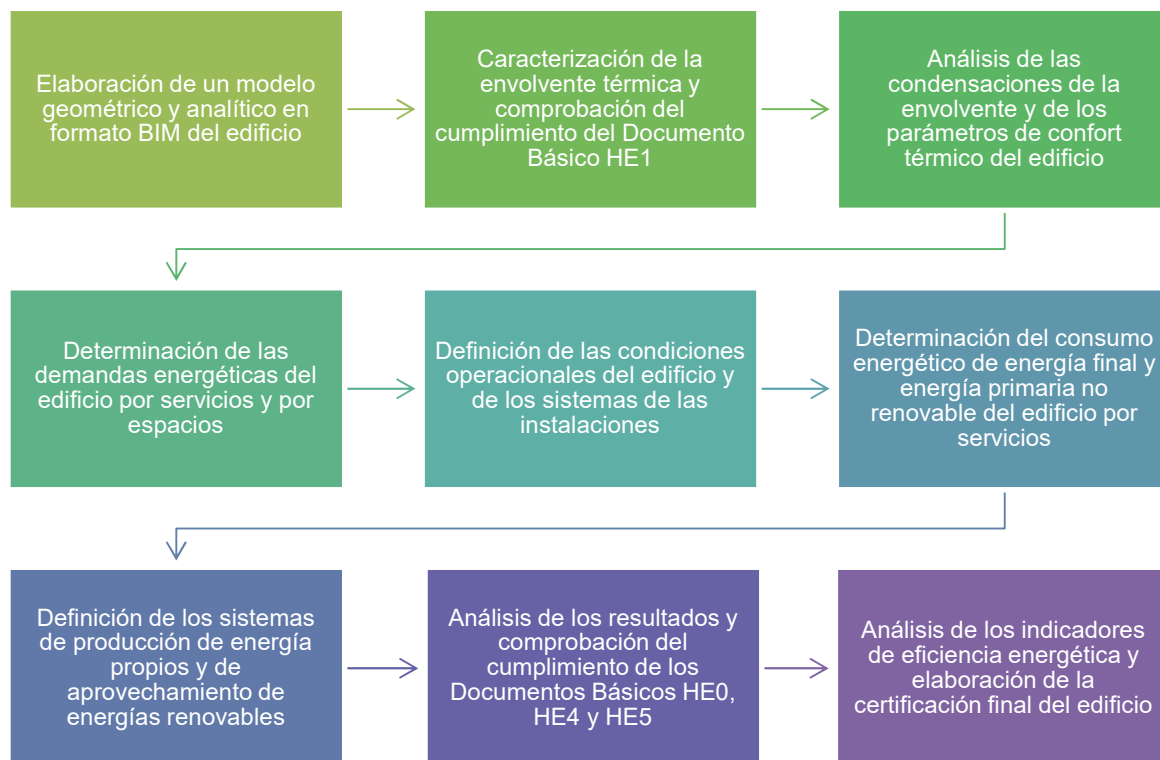 Elaboración de un modelo
geométrico y analítico en
formato BIM del edificio
Caracterización de la
envolvente térmica y
comprobación del
cumplimiento del Documento
Básico HE1
Análisis de las
condensaciones de la
envolvente y de los
parámetros de confort
térmico del edificio
Determinación de las
demandas energéticas del
edificio por servicios y por
espacios
Definición de las condiciones
operacionales del edificio y
de los sistemas de las
instalaciones
Determinación del consumo
energético de energía final y
energía primaria no
renovable del edificio por
servicios
Definición de los sistemas
de producción de energía
propios y de
aprovechamiento de
energías renovables
Análisis de los resultados y
comprobación del
cumplimiento de los
Documentos Básicos HE0,
HE4 y HE5
Análisis de los indicadores
de eficiencia energética y
elaboración de la
certificación final del edificio